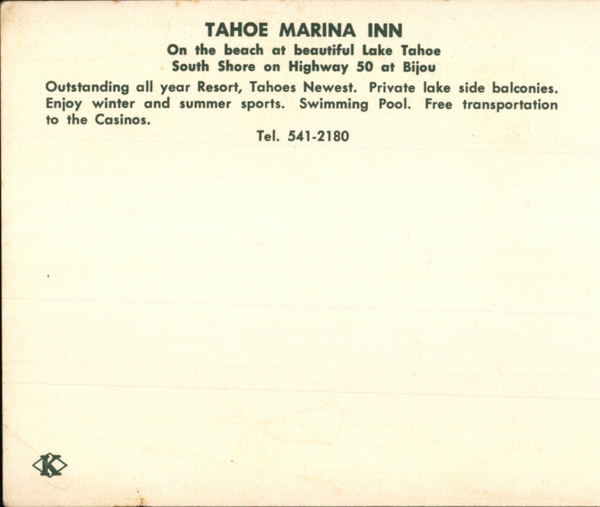 TAHOE MARINA INN
On the beach at beautiful Lake Tahoe
South Shore on Highway 50 at Bijou
Outstanding all year Resort, Tahoes Newest. Private lake side balconies.
Enjoy winter and summer sports. Swimming Pool. Free transportation
to the Casinos.
Tel. 541-2180
K